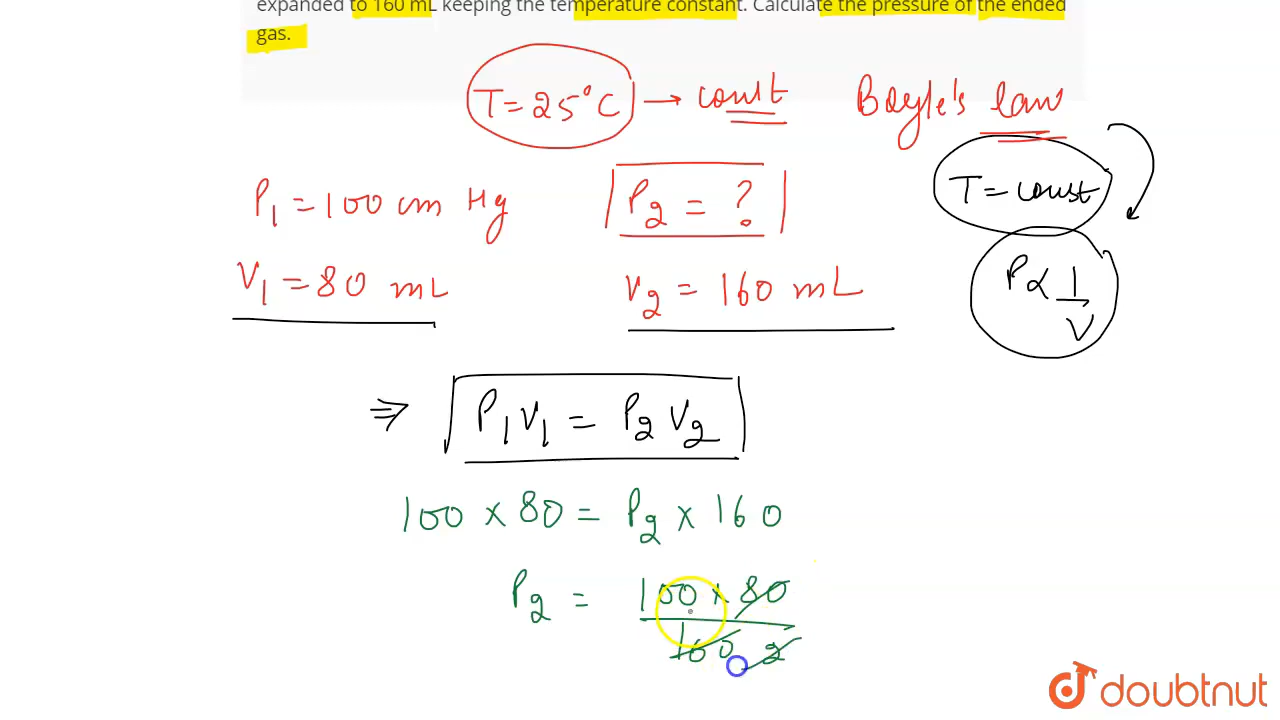 expanded to 160 mL keeping the temperature constant. Calculate the pressure of the ended
gas.
T = 25°C → const Boyle's law
T = const
P₁ = 100 cm Hg P₂ = ?
V₁ = 80 mL V₂ = 160 mL
P ∝ 1/V
⇒ P₁V₁ = P₂V₂
100 × 80 = P₂ × 160
P₂ = 100 × 80
160 2
doubtnut